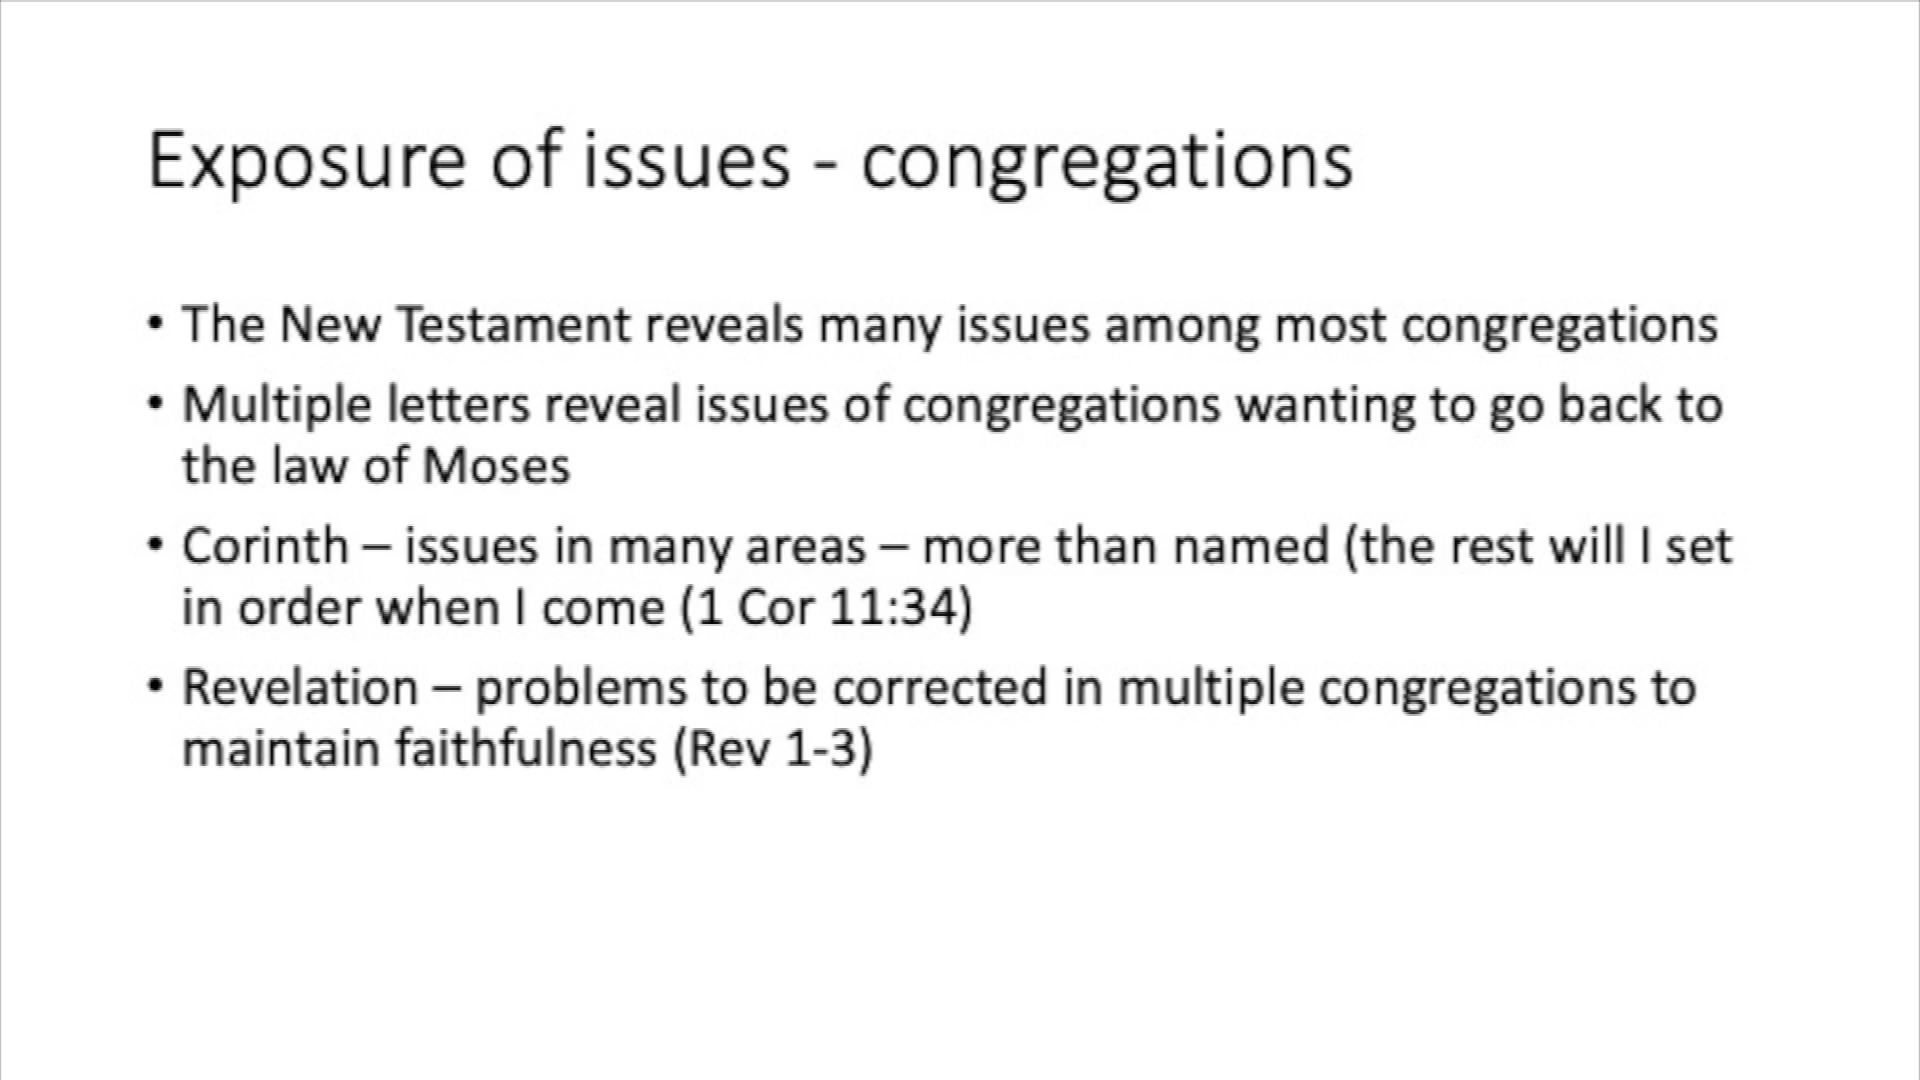 Exposure of issues - congregations
• The New Testament reveals many issues among most congregations
• Multiple letters reveal issues of congregations wanting to go back to
the law of Moses
• Corinth – issues in many areas – more than named (the rest will I set
in order when I come (1 Cor 11:34)
• Revelation – problems to be corrected in multiple congregations to
maintain faithfulness (Rev 1-3)